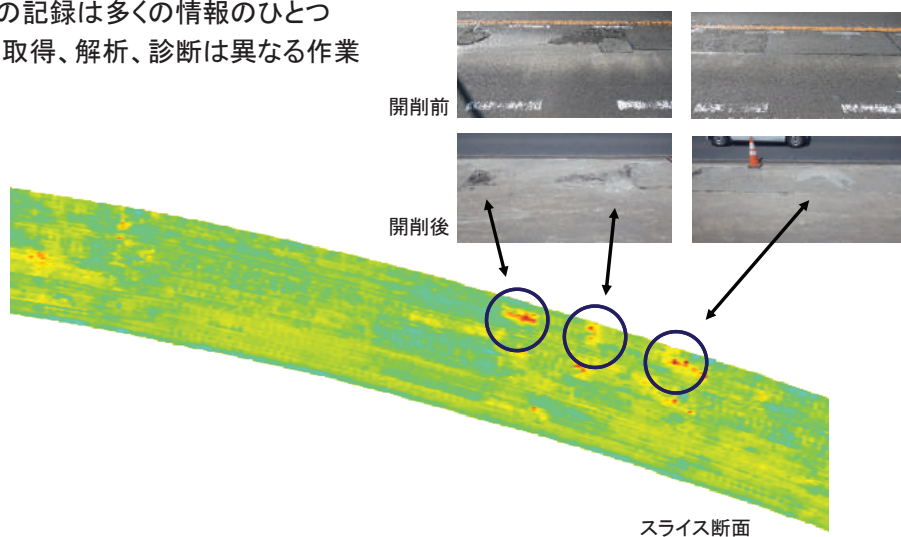 の記録は多くの情報のひとつ
取得、解析、診断は異なる作業
開削前
開削後
スライス断面